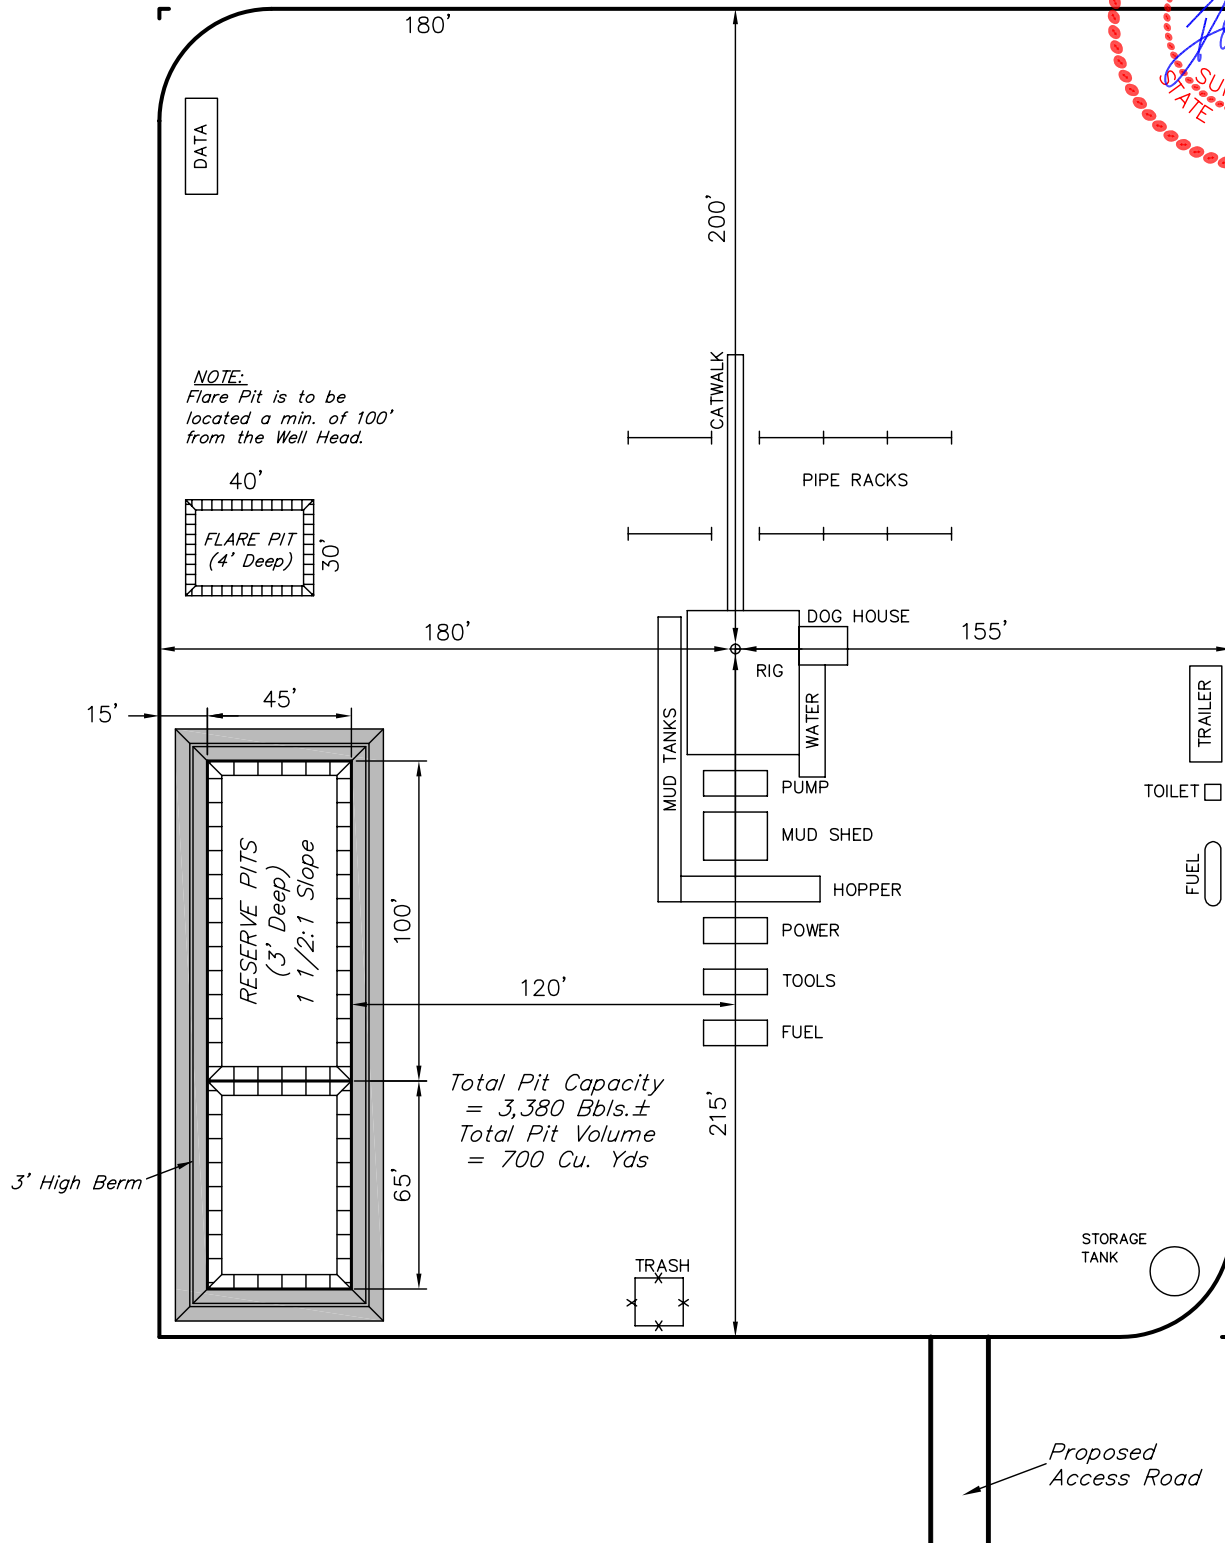 180'
SU
STATE
DATA
200'
CATWALK
NOTE:
Flare Pit is to be
located a min. of 100'
from the Well Head.
PIPE RACKS
40'
FLARE PIT
(4' Deep)
30'
DOG HOUSE
180'
155'
RIG
15'
45'
MUD TANKS
WATER
TRAILER
PUMP
TOILET
MUD SHED
RESERVE PITS
(3' Deep)
1 1/2:1 Slope
100'
FUEL
HOPPER
POWER
120'
TOOLS
FUEL
Total Pit Capacity
= 3,380 Bbls.±
Total Pit Volume
= 700 Cu. Yds
215'
3' High Berm
65'
STORAGE
TANK
TRASH
Proposed
Access Road